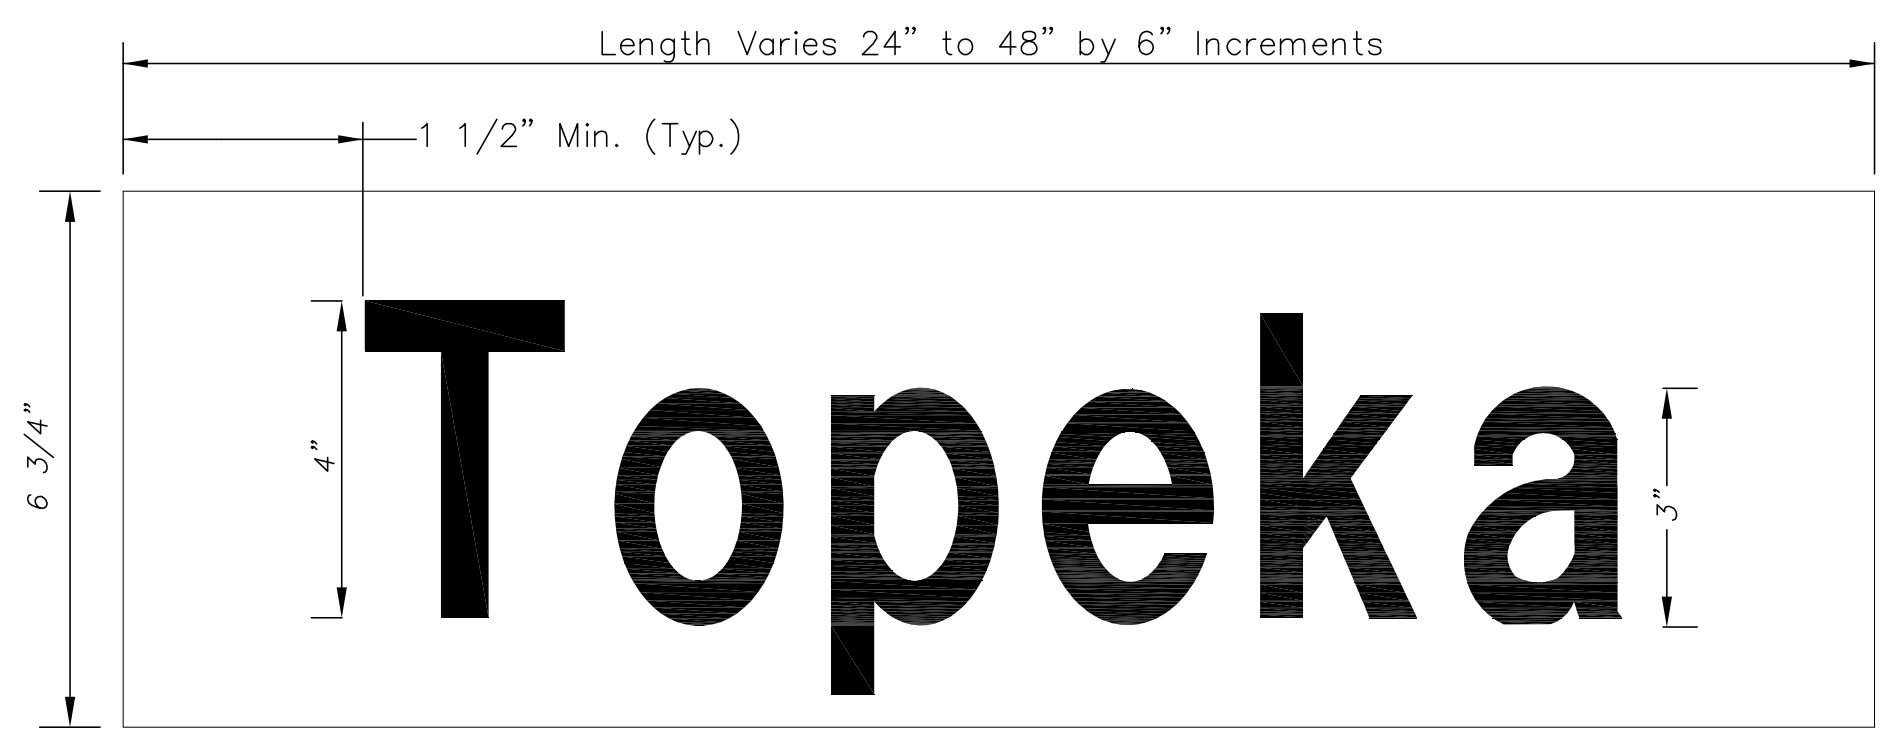 Length Varies 24” to 48” by 6” Increments
1 1/2” Min. (Typ.)
6 3/4”
4”
Topeka
3”